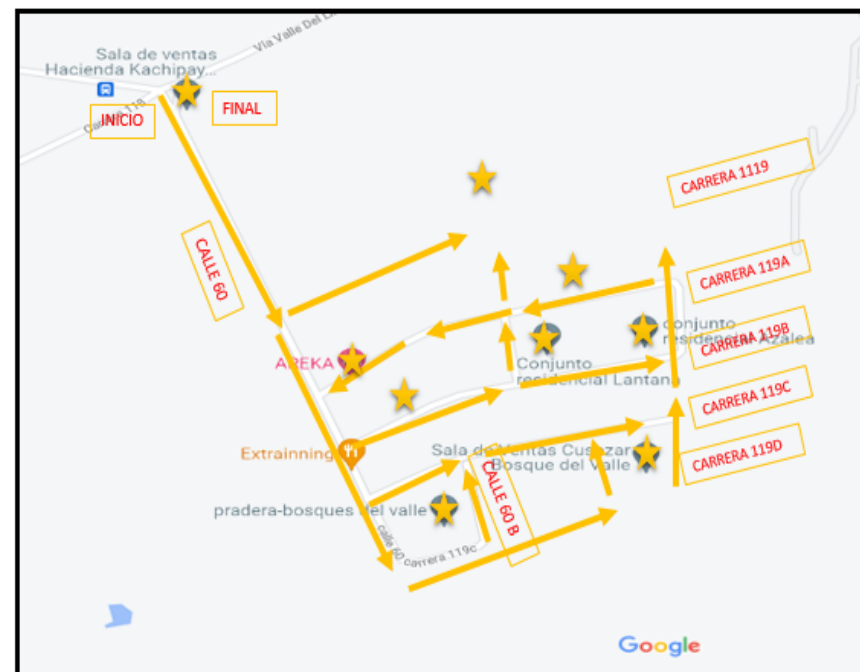 Vía Valle Del
Sala de ventas
Hacienda Kachipay...
INICIO
FINAL
CARRERA 1119
CALLE 60
CARRERA 119A
CARRERA 119B
conjunto
residencial Azalea
AREKA
Conjunto
residencial Lantana
CARRERA 119C
Extrainning
Sala de Ventas Cusezar
Bosque del Valle
CARRERA 119D
CALLE 60 B
pradera-bosques del valle
calle 60 carrera 119c
Google